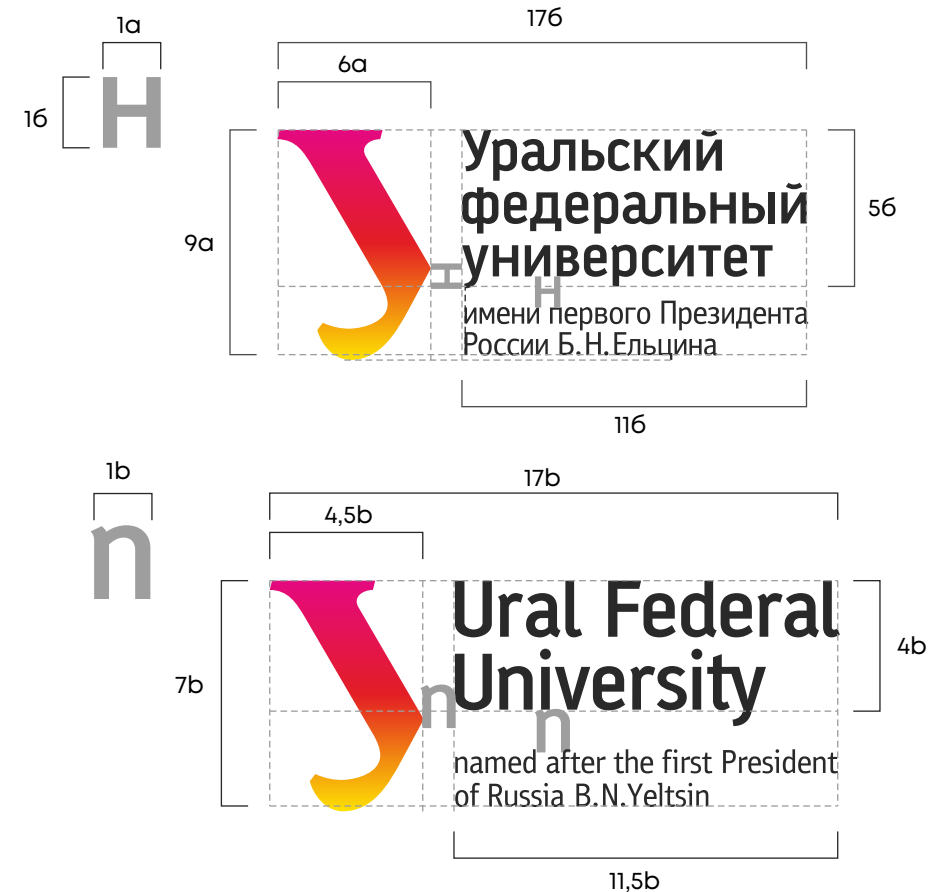 1а
17б
6а
1б
Н
9а
Уральский
федеральный
университет
5б
Н
Н
имени первого Президента
России Б.Н.Ельцина
11б
1b
17b
4,5b
n
У
У
7b
Ural Federal
University
4b
n
n
named after the first President
of Russia B.N.Yeltsin
11,5b